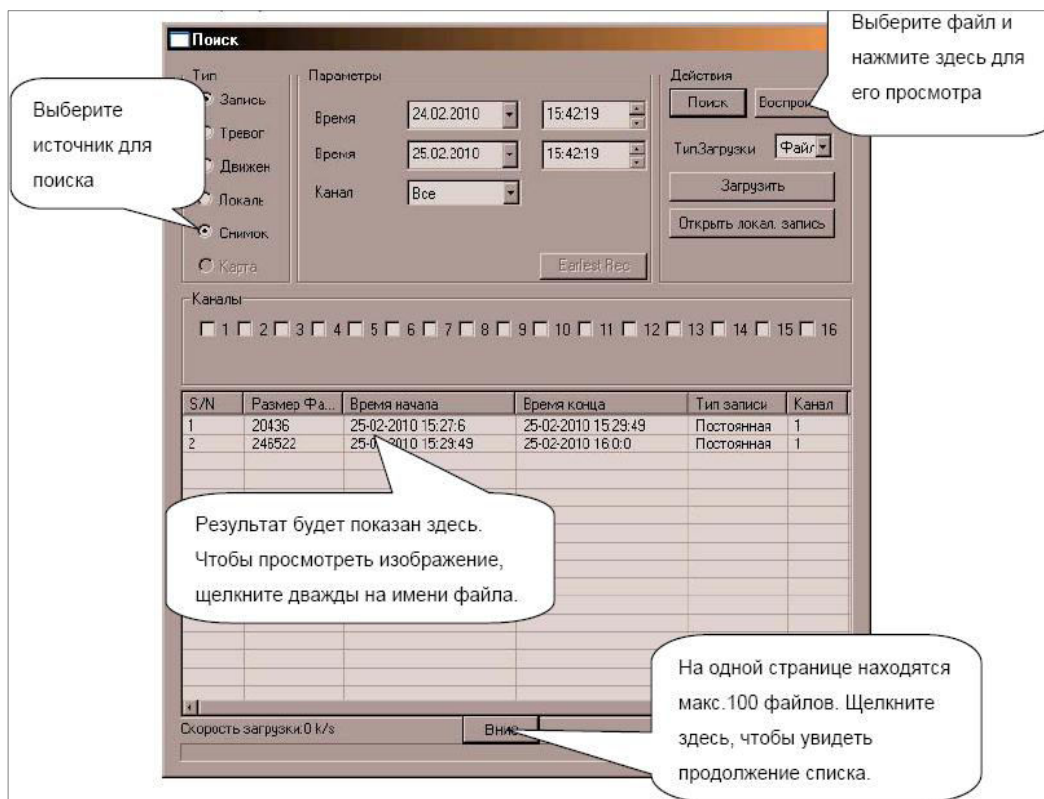 Поиск
Выберите файл и
нажмите здесь для
его просмотра
Выберите
источник для
поиска
Тип
Запись
Тревог
Движен
Локаль
Снимок
Карта
Параметры
Время 24.02.2010 15:42:19
Время 25.02.2010 15:42:19
Канал Все
Earlest Rec
Действия
Поиск
ТипЗагрузки Файл
Загрузить
Открыть локал. запись
Каналы
1 2 3 4 5 6 7 8 9 10 11 12 13 14 15 16
S/N Размер Фа... Время начала Время конца Тип записи Канал
1 20436 25-02-2010 15:27:6 25-02-2010 15:29:49 Постоянная 1
2 246522 15:29:49 25-02-2010 16:0:0 Постоянная 1
Результат будет показан здесь.
Чтобы просмотреть изображение,
щелкните дважды на имени файла.
На одной странице находятся
макс.100 файлов. Щелкните
здесь, чтобы увидеть
продолжение списка.
Скорость загрузки:0 k/s